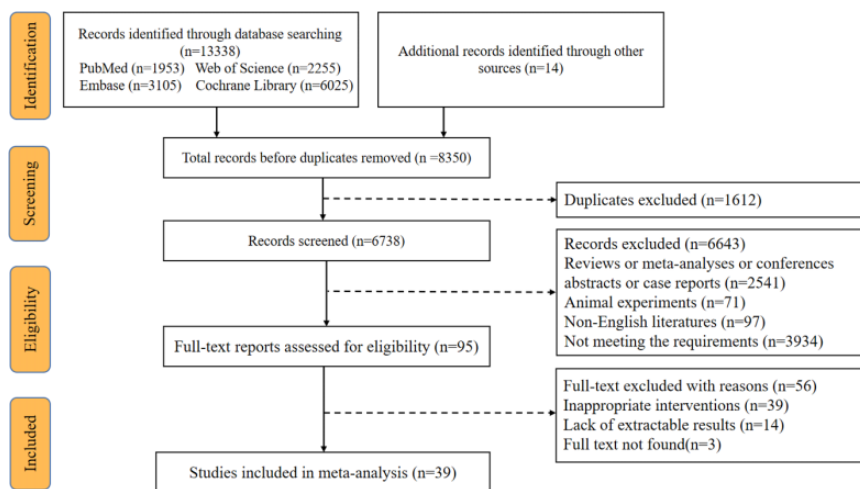 Identification
Records identified through database searching
(n=13338)
PubMed (n=1953) Web of Science (n=2255)
Embase (n=3105) Cochrane Library (n=6025)
Additional records identified through other
sources (n=14)
Total records before duplicates removed (n =8350)
Screening
Duplicates excluded (n=1612)
Records screened (n=6738)
Records excluded (n=6643)
Reviews or meta-analyses or conferences
abstracts or case reports (n=2541)
Animal experiments (n=71)
Non-English literatures (n=97)
Not meeting the requirements (n=3934)
Eligibility
Full-text reports assessed for eligibility (n=95)
Full-text excluded with reasons (n=56)
Inappropriate interventions (n=39)
Lack of extractable results (n=14)
Full text not found(n=3)
Included
Studies included in meta-analysis (n=39)